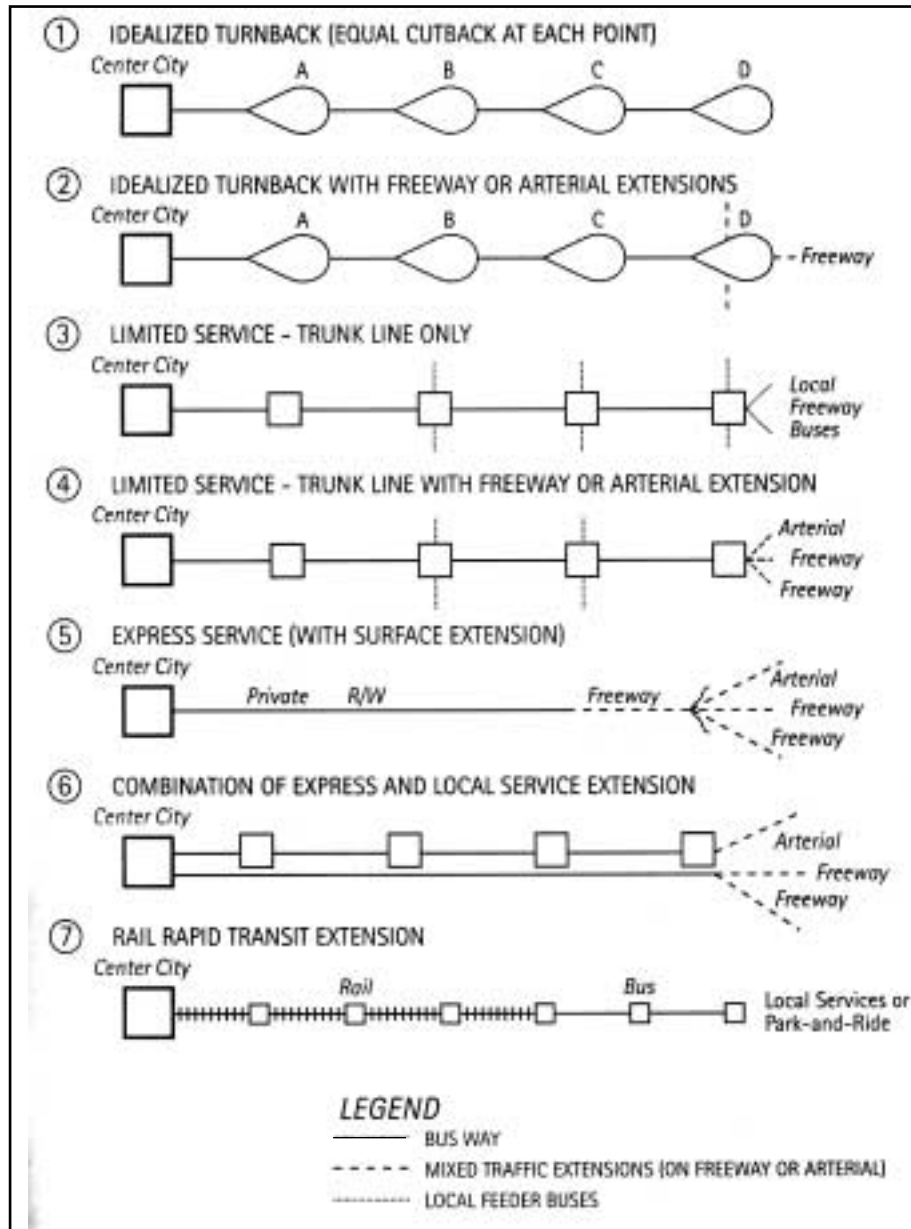 ① IDEALIZED TURNBACK (EQUAL CUTBACK AT EACH POINT)
Center City
A B C D
② IDEALIZED TURNBACK WITH FREEWAY OR ARTERIAL EXTENSIONS
Center City
A B C D
Freeway
③ LIMITED SERVICE - TRUNK LINE ONLY
Center City
Local
Freeway
Buses
④ LIMITED SERVICE - TRUNK LINE WITH FREEWAY OR ARTERIAL EXTENSION
Center City
Arterial
Freeway
Freeway
⑤ EXPRESS SERVICE (WITH SURFACE EXTENSION)
Center City
Private R/W Freeway
Arterial
Freeway
Freeway
⑥ COMBINATION OF EXPRESS AND LOCAL SERVICE EXTENSION
Center City
Arterial
Freeway
Freeway
⑦ RAIL RAPID TRANSIT EXTENSION
Center City
Rail Bus
Local Services or
Park-and-Ride
LEGEND
BUS WAY
MIXED TRAFFIC EXTENSIONS (ON FREEWAY OR ARTERIAL)
LOCAL FEEDER BUSES